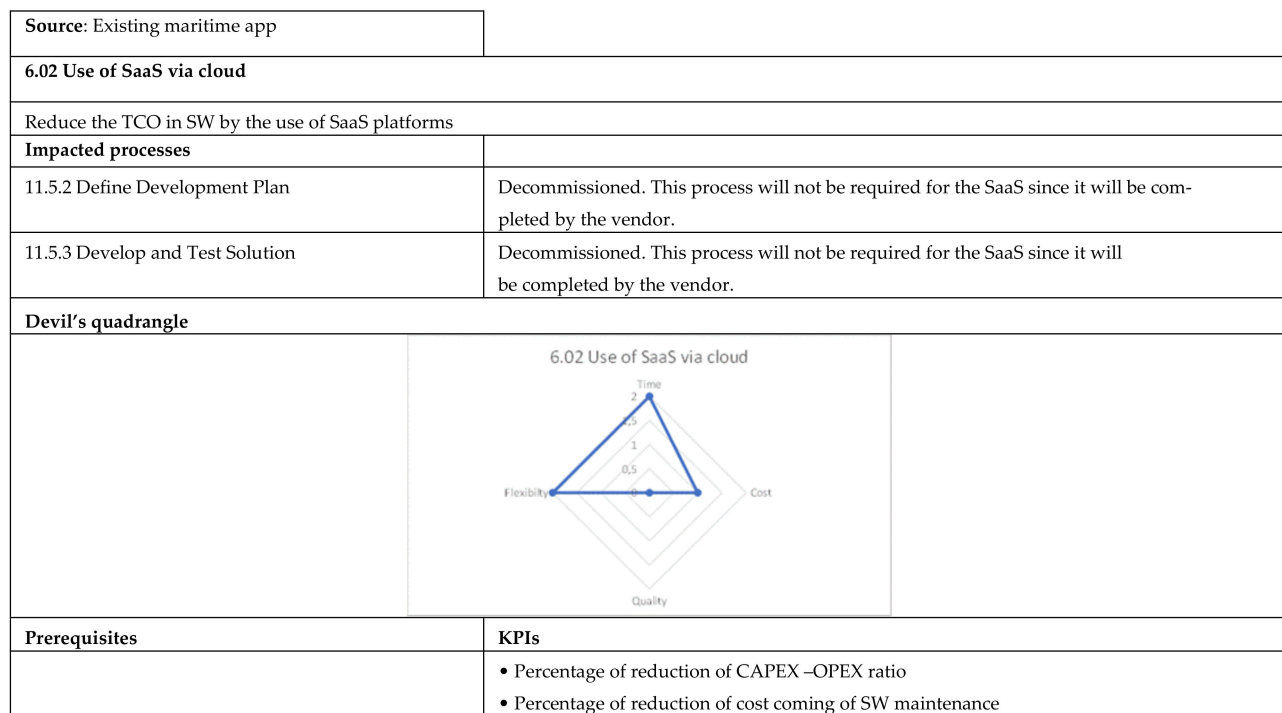 Source: Existing maritime app
6.02 Use of SaaS via cloud
Reduce the TCO in SW by the use of SaaS platforms
Impacted processes
11.5.2 Define Development Plan
Decommissioned. This process will not be required for the SaaS since it will be com-
pleted by the vendor.
11.5.3 Develop and Test Solution
Decommissioned. This process will not be required for the SaaS since it will
be completed by the vendor.
Devil's quadrangle
6.02 Use of SaaS via cloud
Time
2
1,5
1
0,5
0
Flexibilty
Cost
Quality
Prerequisites
KPIs
• Percentage of reduction of CAPEX –OPEX ratio
• Percentage of reduction of cost coming of SW maintenance